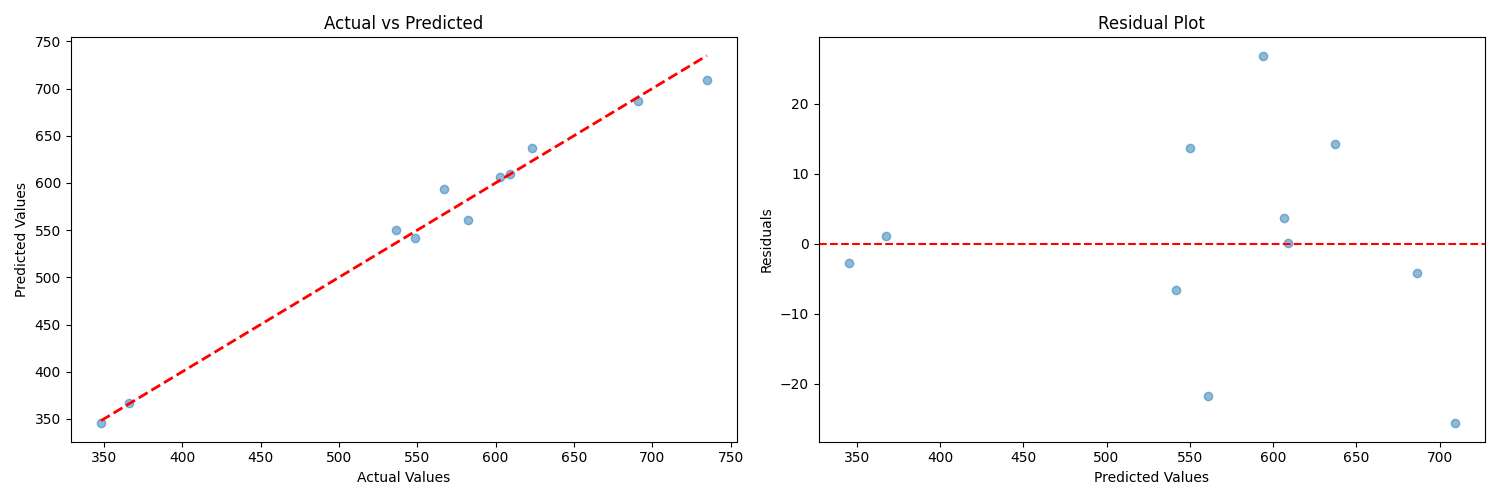 Actual vs Predicted
750
700
650
600
550
500
450
400
350
Predicted Values
350 400 450 500 550 600 650 700 750
Actual Values
Residual Plot
20
10
0
−10
−20
Residuals
350 400 450 500 550 600 650 700
Predicted Values